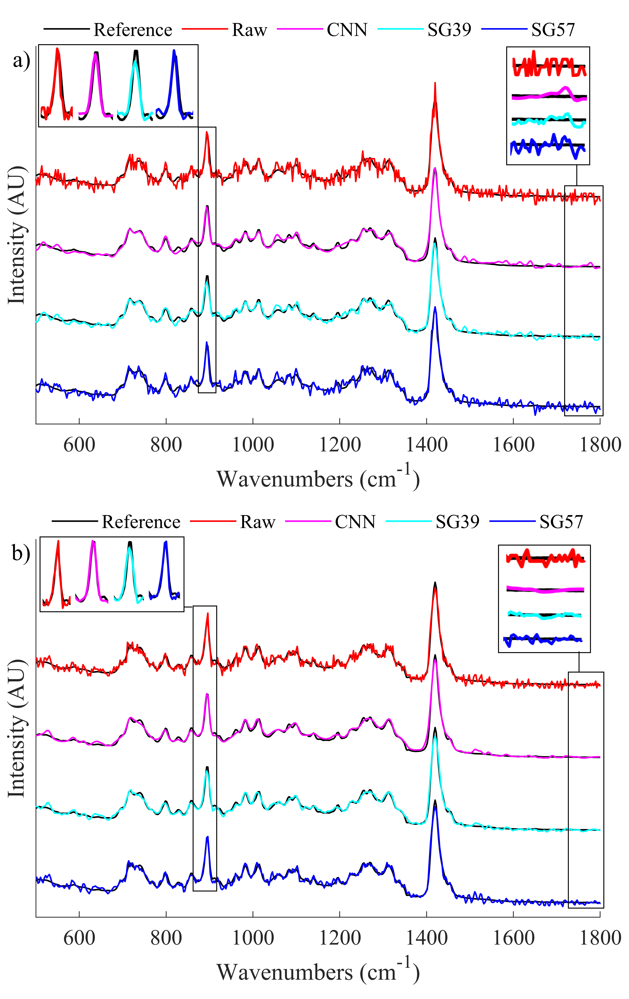 Reference Raw CNN SG39 SG57
a)
Intensity (AU)
600 800 1000 1200 1400 1600 1800
Wavenumbers (cm-1)
Reference Raw CNN SG39 SG57
b)
Intensity (AU)
600 800 1000 1200 1400 1600 1800
Wavenumbers (cm-1)